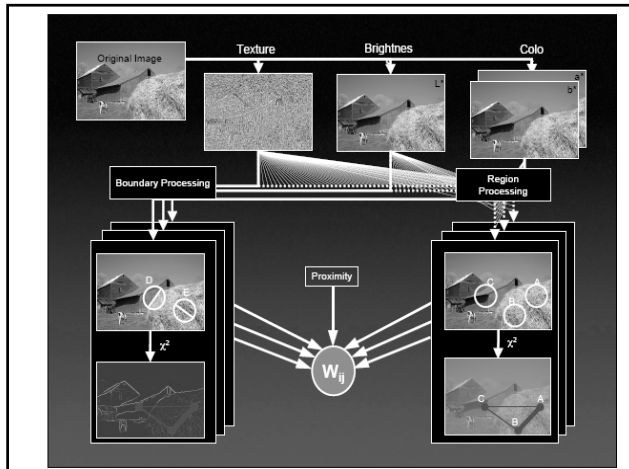 Texture Brightnes Colo
Original Image
L*
a*
b*
Boundary Processing
Region
Processing
Proximity
D
E
C A
B
χ²
χ²
Wij
C A
B